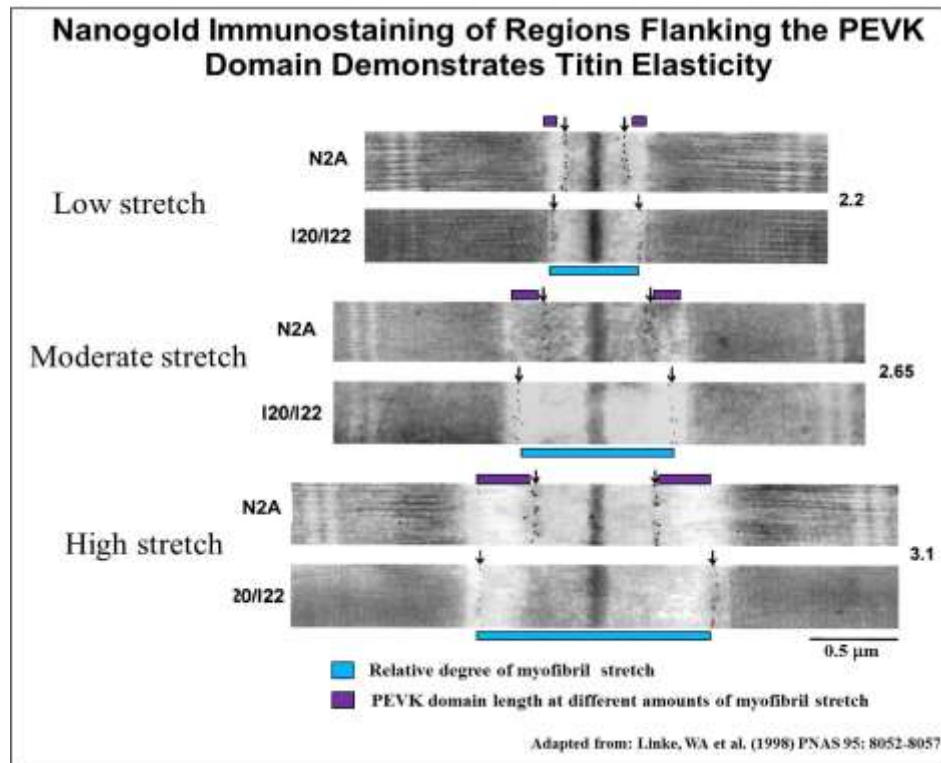 Nanogold Immunostaining of Regions Flanking the PEVK
Domain Demonstrates Titin Elasticity
N2A
Low stretch
2.2
I20/I22
N2A
Moderate stretch
2.65
I20/I22
N2A
High stretch
3.1
20/I22
0.5 μm
Relative degree of myofibril stretch
PEVK domain length at different amounts of myofibril stretch
Adapted from: Linke, WA et al. (1998) PNAS 95: 8052-8057